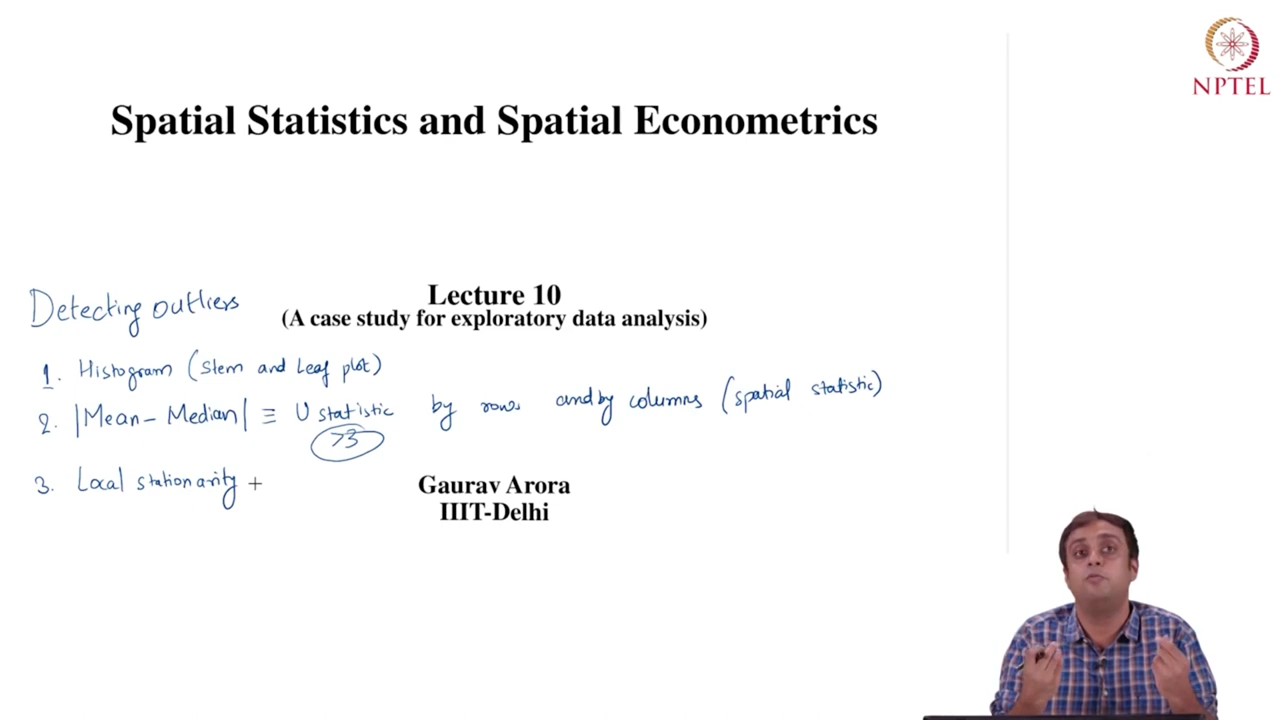 NPTEL
Spatial Statistics and Spatial Econometrics
Lecture 10
(A case study for exploratory data analysis)
Detecting outliers
1. Histogram (Stem and Leaf plot)
2. |Mean - Median| ≡ U statistic by rows and by columns (spatial statistic)
>3
3. Local stationarity +
Gaurav Arora
IIIT-Delhi